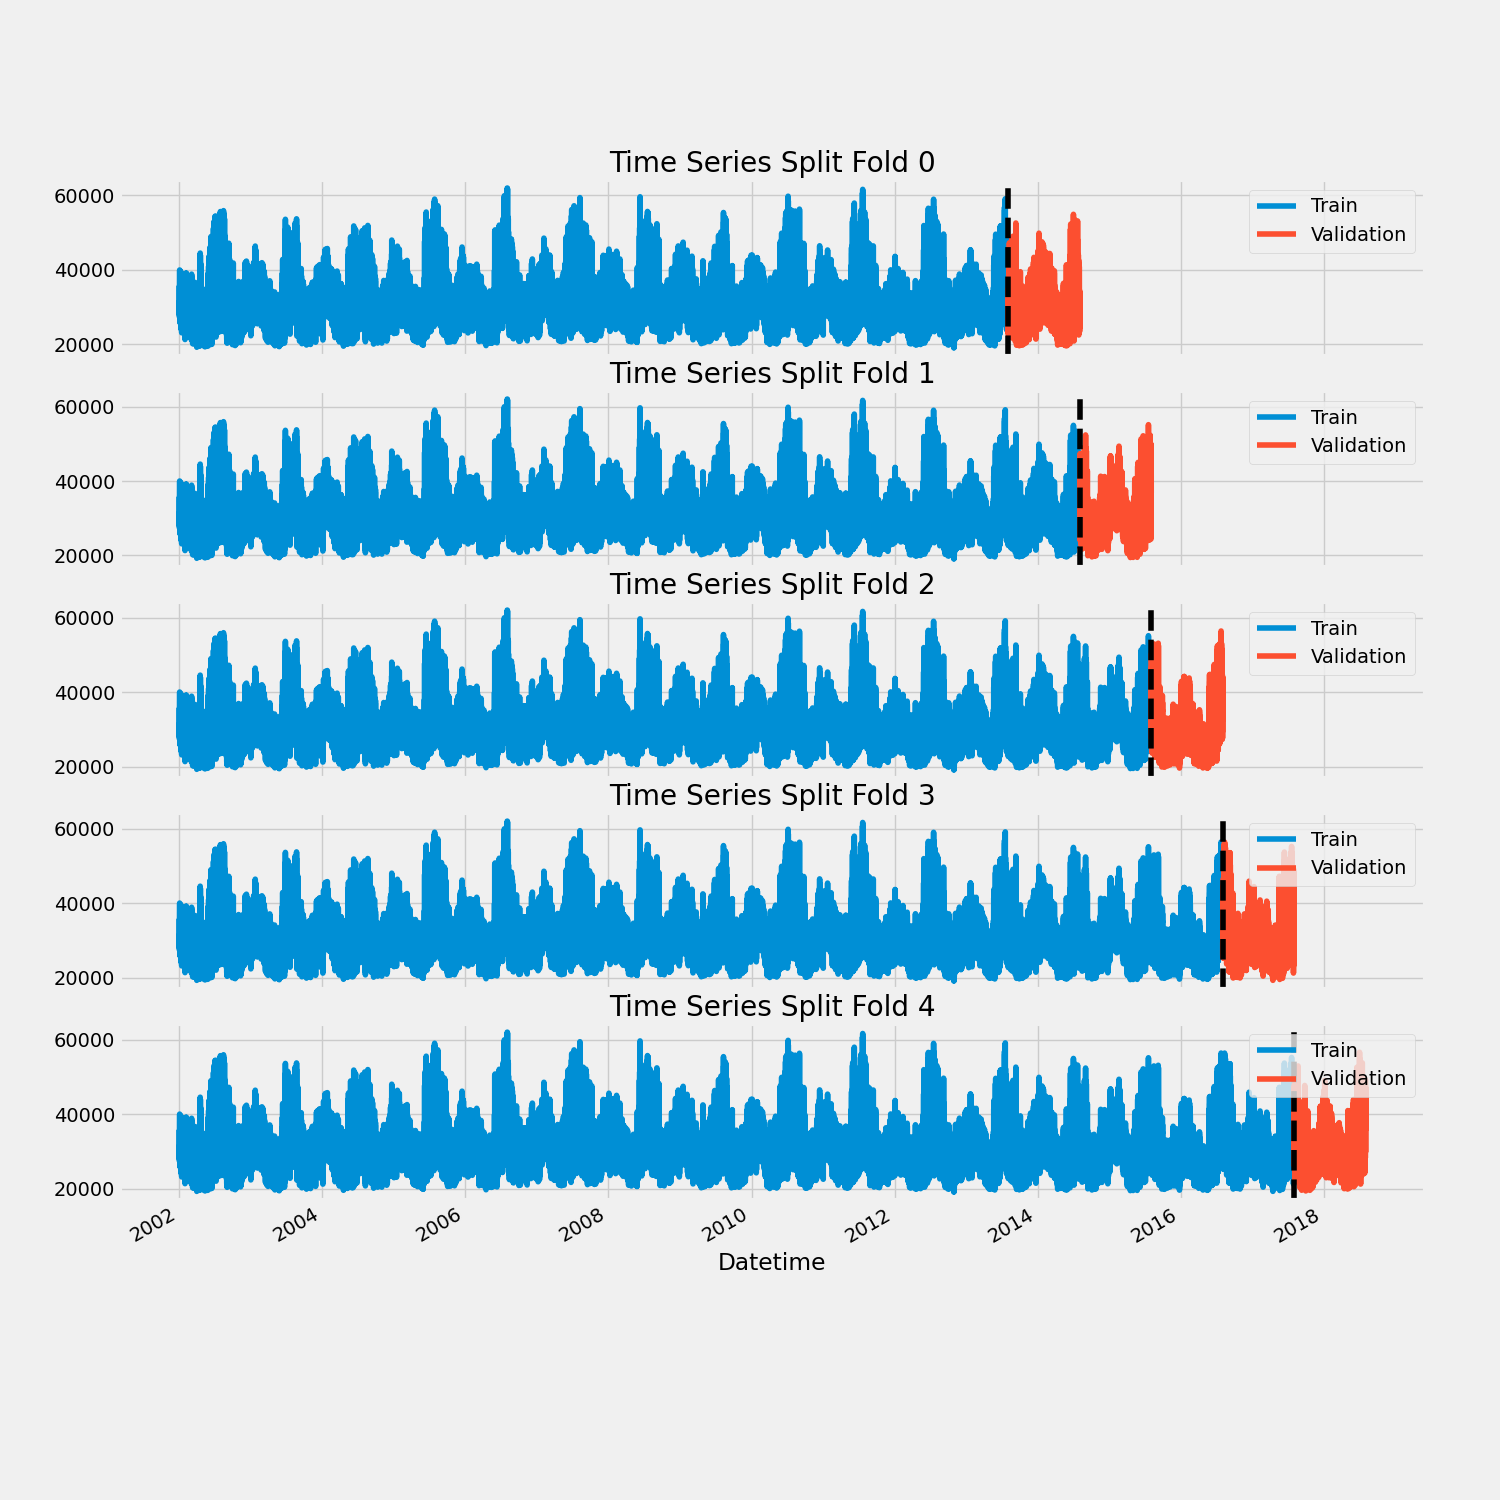 Time Series Split Fold 0
60000
40000
20000
Train
Validation
Time Series Split Fold 1
60000
40000
20000
Train
Validation
Time Series Split Fold 2
60000
40000
20000
Train
Validation
Time Series Split Fold 3
60000
40000
20000
Train
Validation
Time Series Split Fold 4
60000
40000
20000
Train
Validation
2002 2004 2006 2008 2010 2012 2014 2016 2018
Datetime